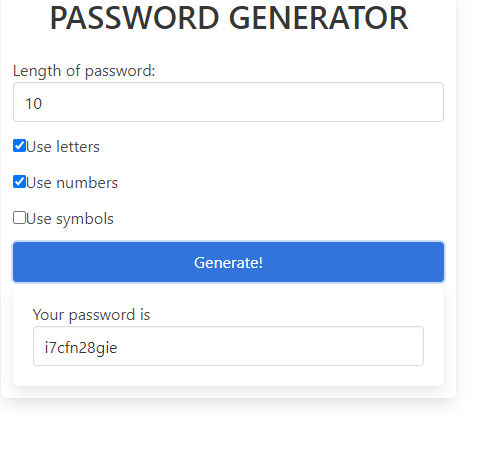 PASSWORD GENERATOR
Length of password:
10
Use letters
Use numbers
Use symbols
Generate!
Your password is
i7cfn28gie